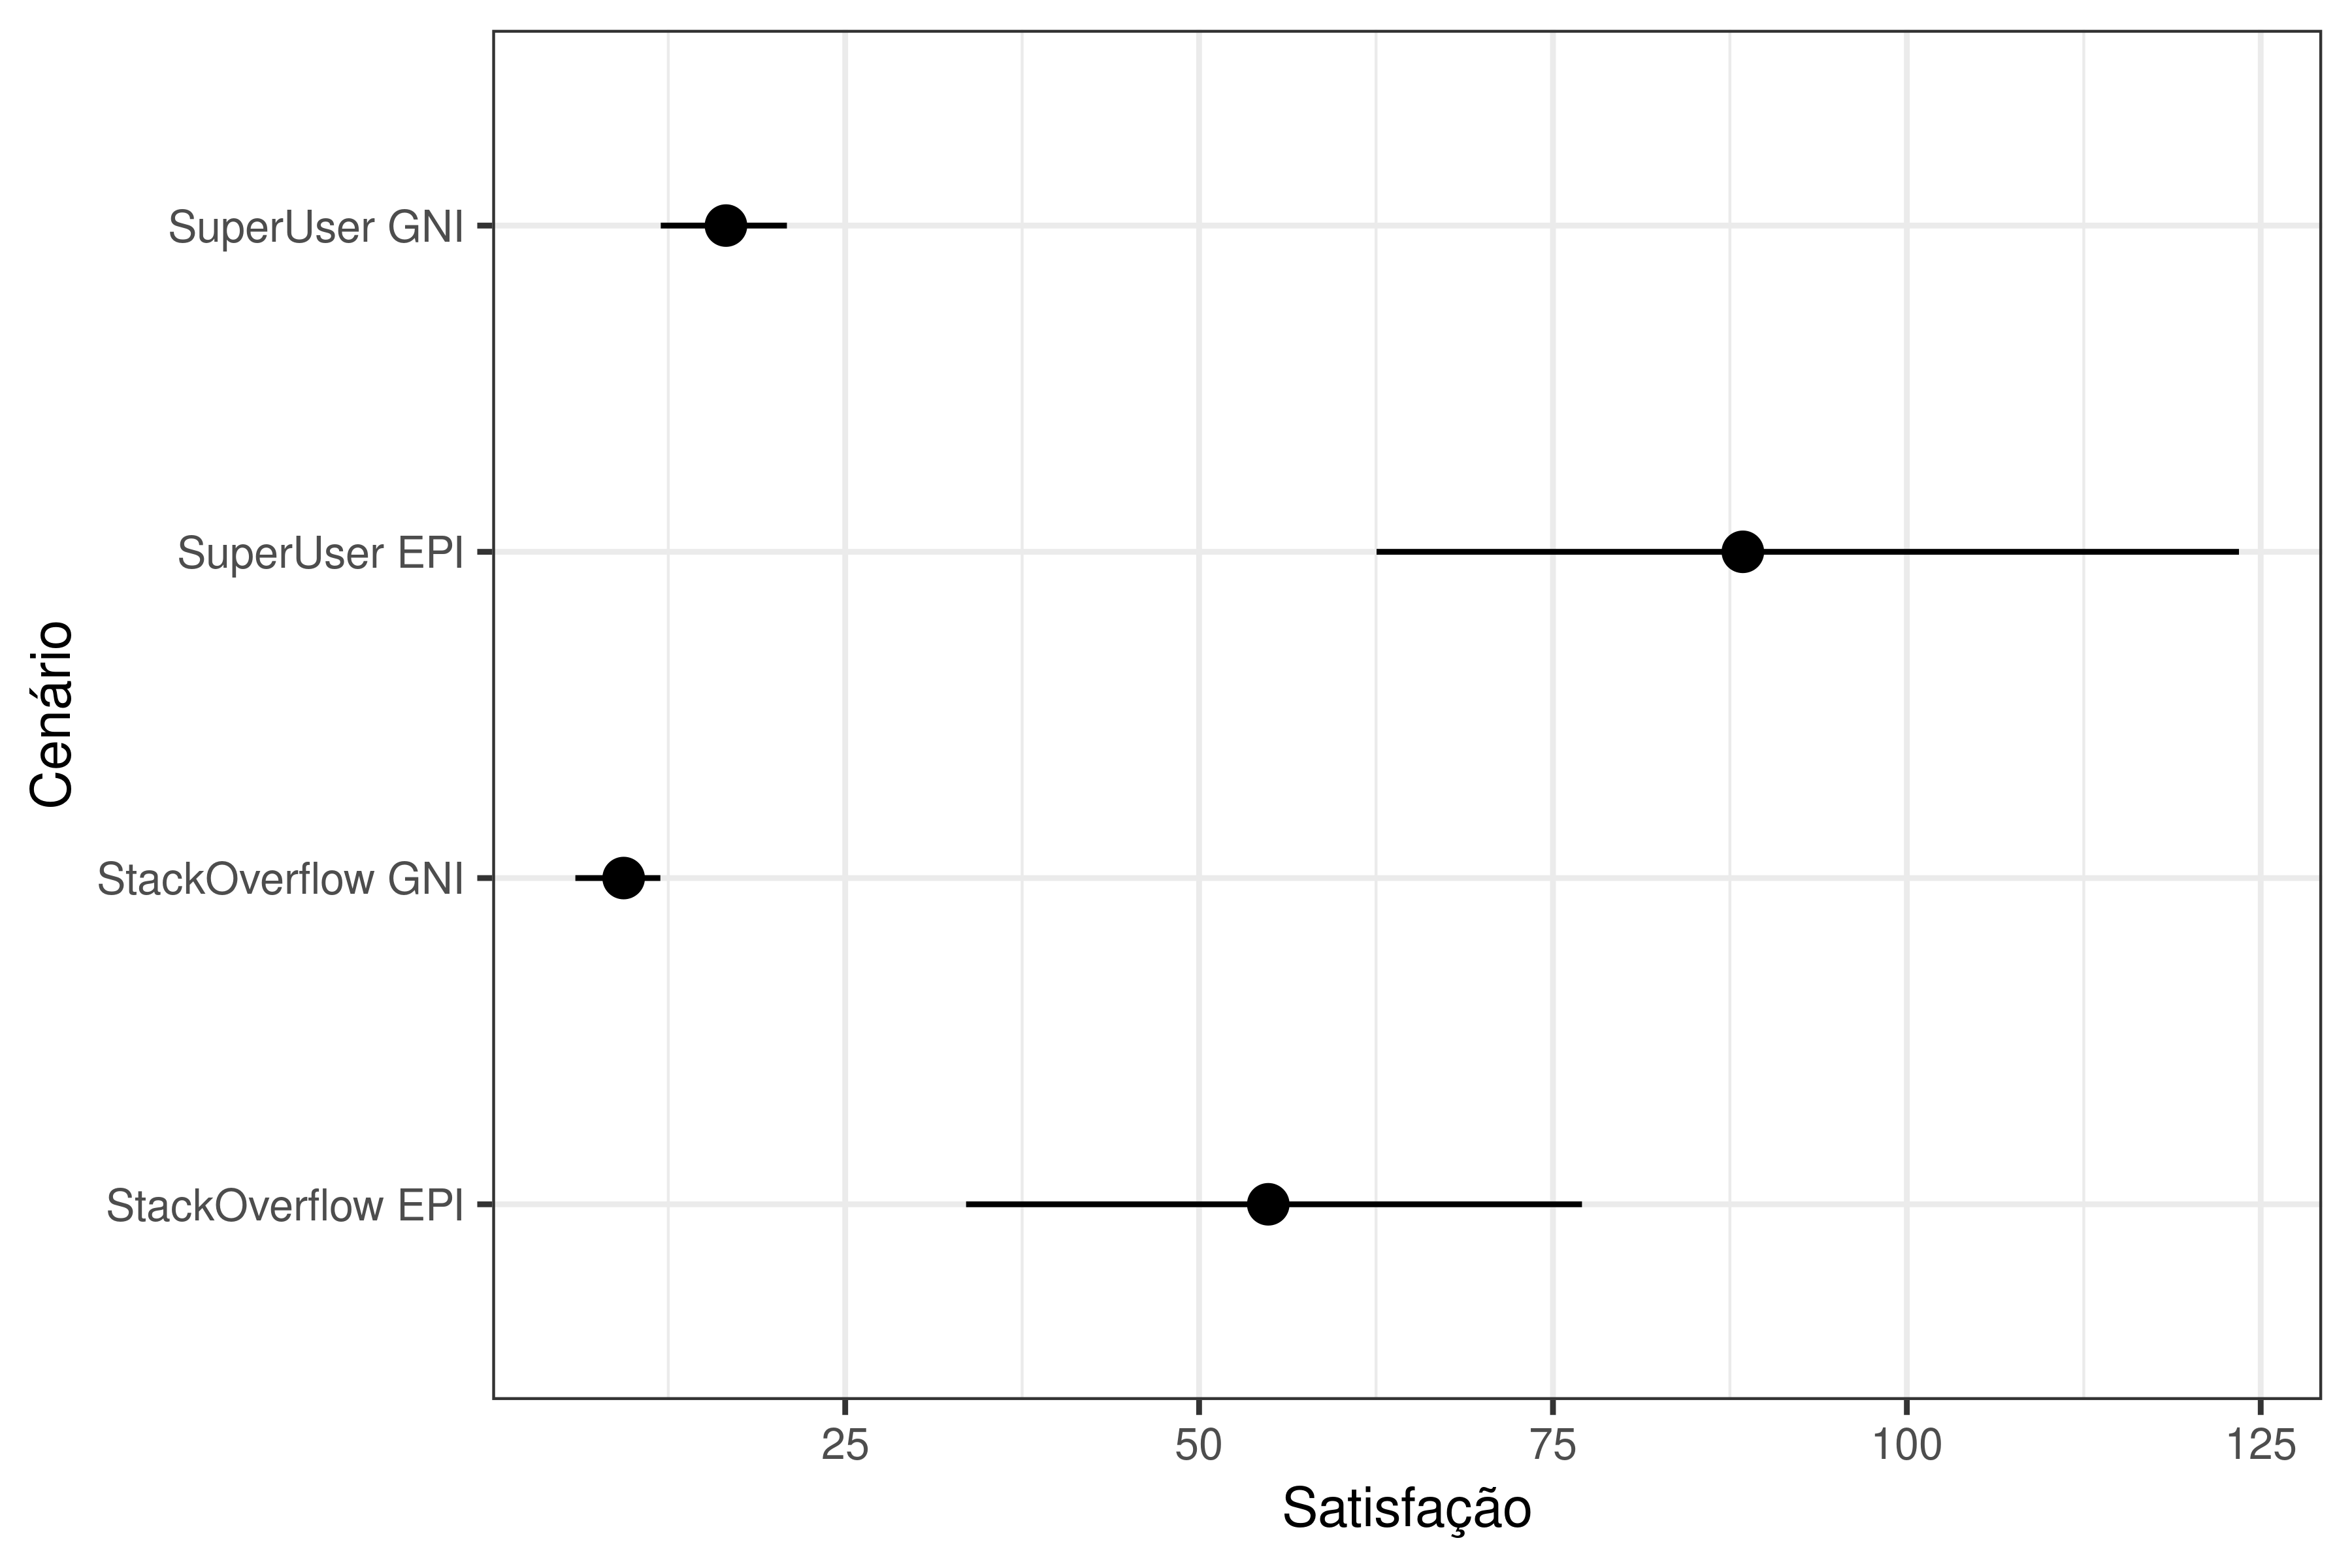 SuperUser GNI
SuperUser EPI
StackOverflow GNI
StackOverflow EPI
Cenário
25 50 75 100 125
Satisfação